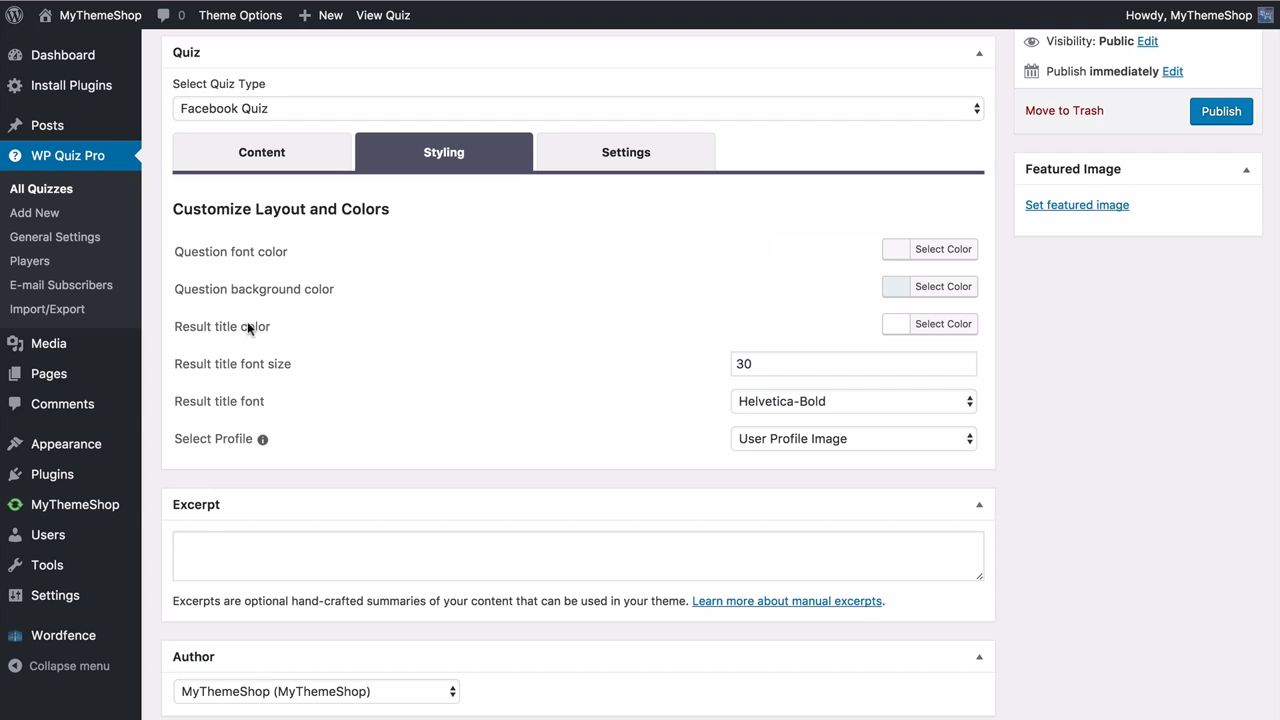 MyThemeShop 0 Theme Options New View Quiz Howdy, MyThemeShop
Dashboard
Install Plugins
Posts
WP Quiz Pro
All Quizzes
Add New
General Settings
Players
E-mail Subscribers
Import/Export
Media
Pages
Comments
Appearance
Plugins
MyThemeShop
Users
Tools
Settings
Wordfence
Collapse menu
Quiz
Select Quiz Type
Facebook Quiz
Content Styling Settings
Customize Layout and Colors
Question font color Select Color
Question background color Select Color
Result title color Select Color
Result title font size 30
Result title font Helvetica-Bold
Select Profile User Profile Image
Excerpt
Excerpts are optional hand-crafted summaries of your content that can be used in your theme. Learn more about manual excerpts.
Author
MyThemeShop (MyThemeShop)
Visibility: Public Edit
Publish immediately Edit
Move to Trash Publish
Featured Image
Set featured image